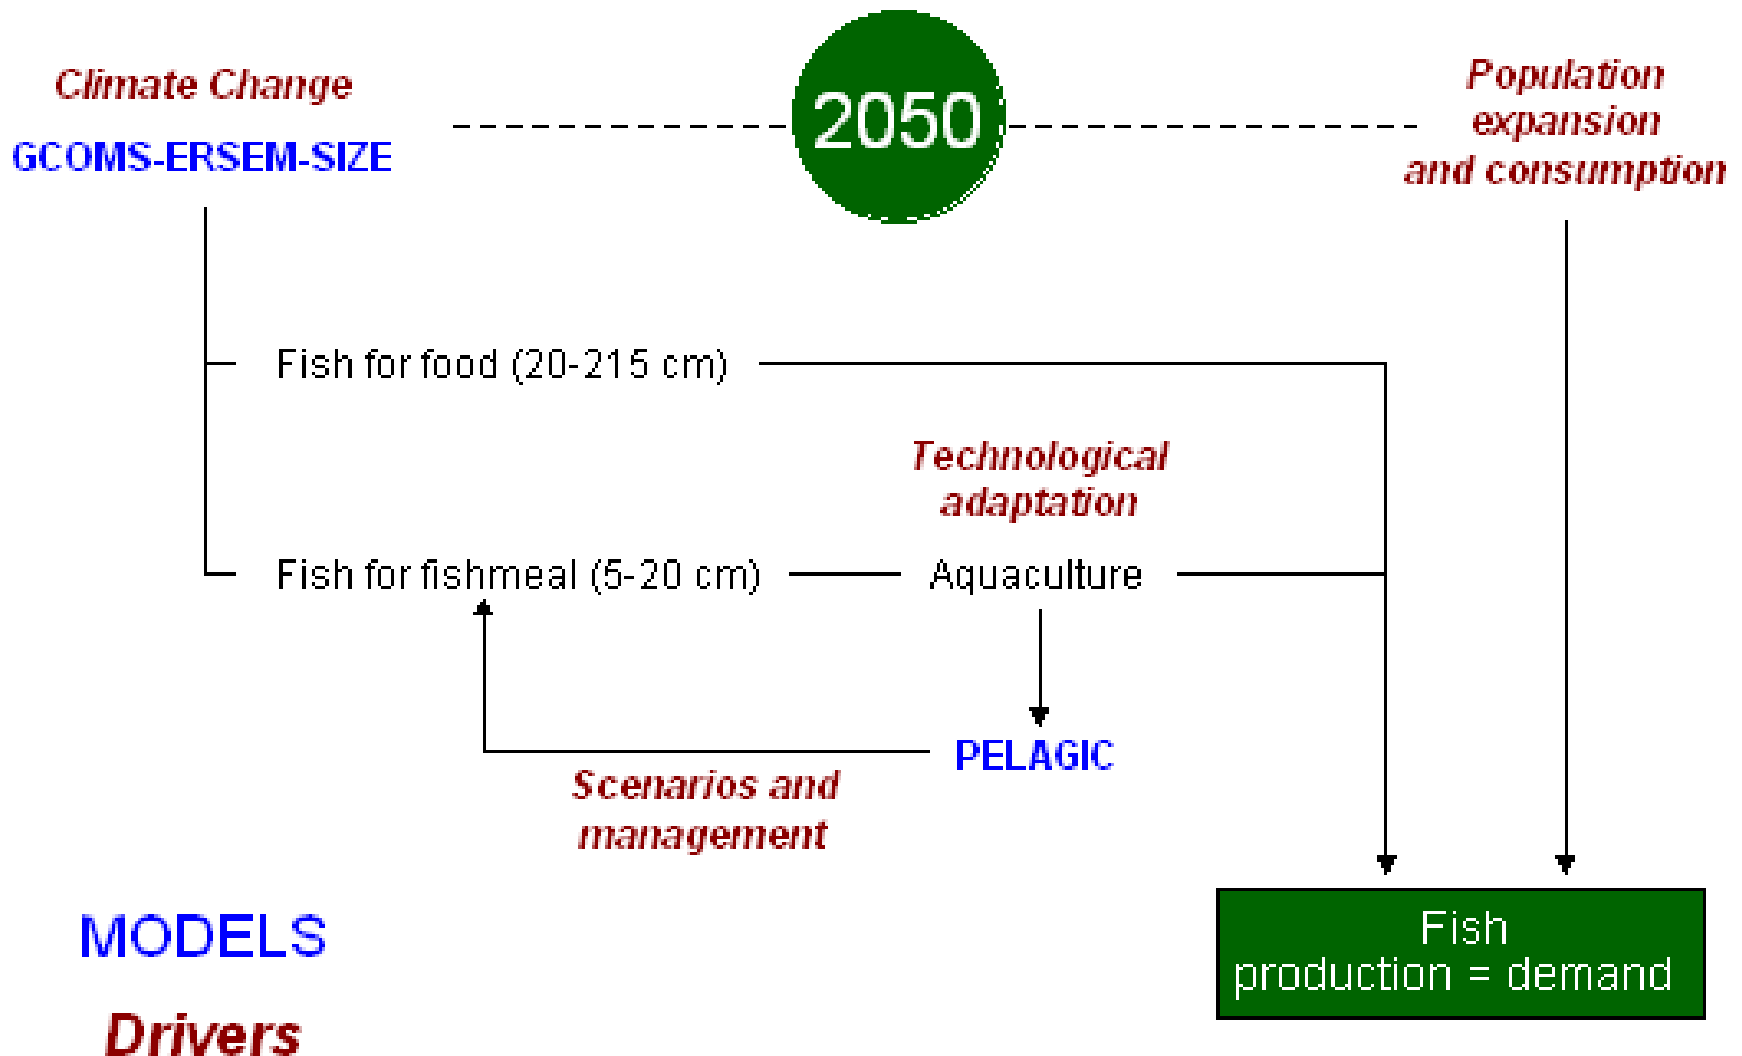 Climate Change
GCOMS-ERSEM-SIZE
2050
Population
expansion
and consumption
Fish for food (20-215 cm)
Technological
adaptation
Fish for fishmeal (5-20 cm)
Aquaculture
PELAGIC
Scenarios and
management
MODELS
Drivers
Fish
production = demand